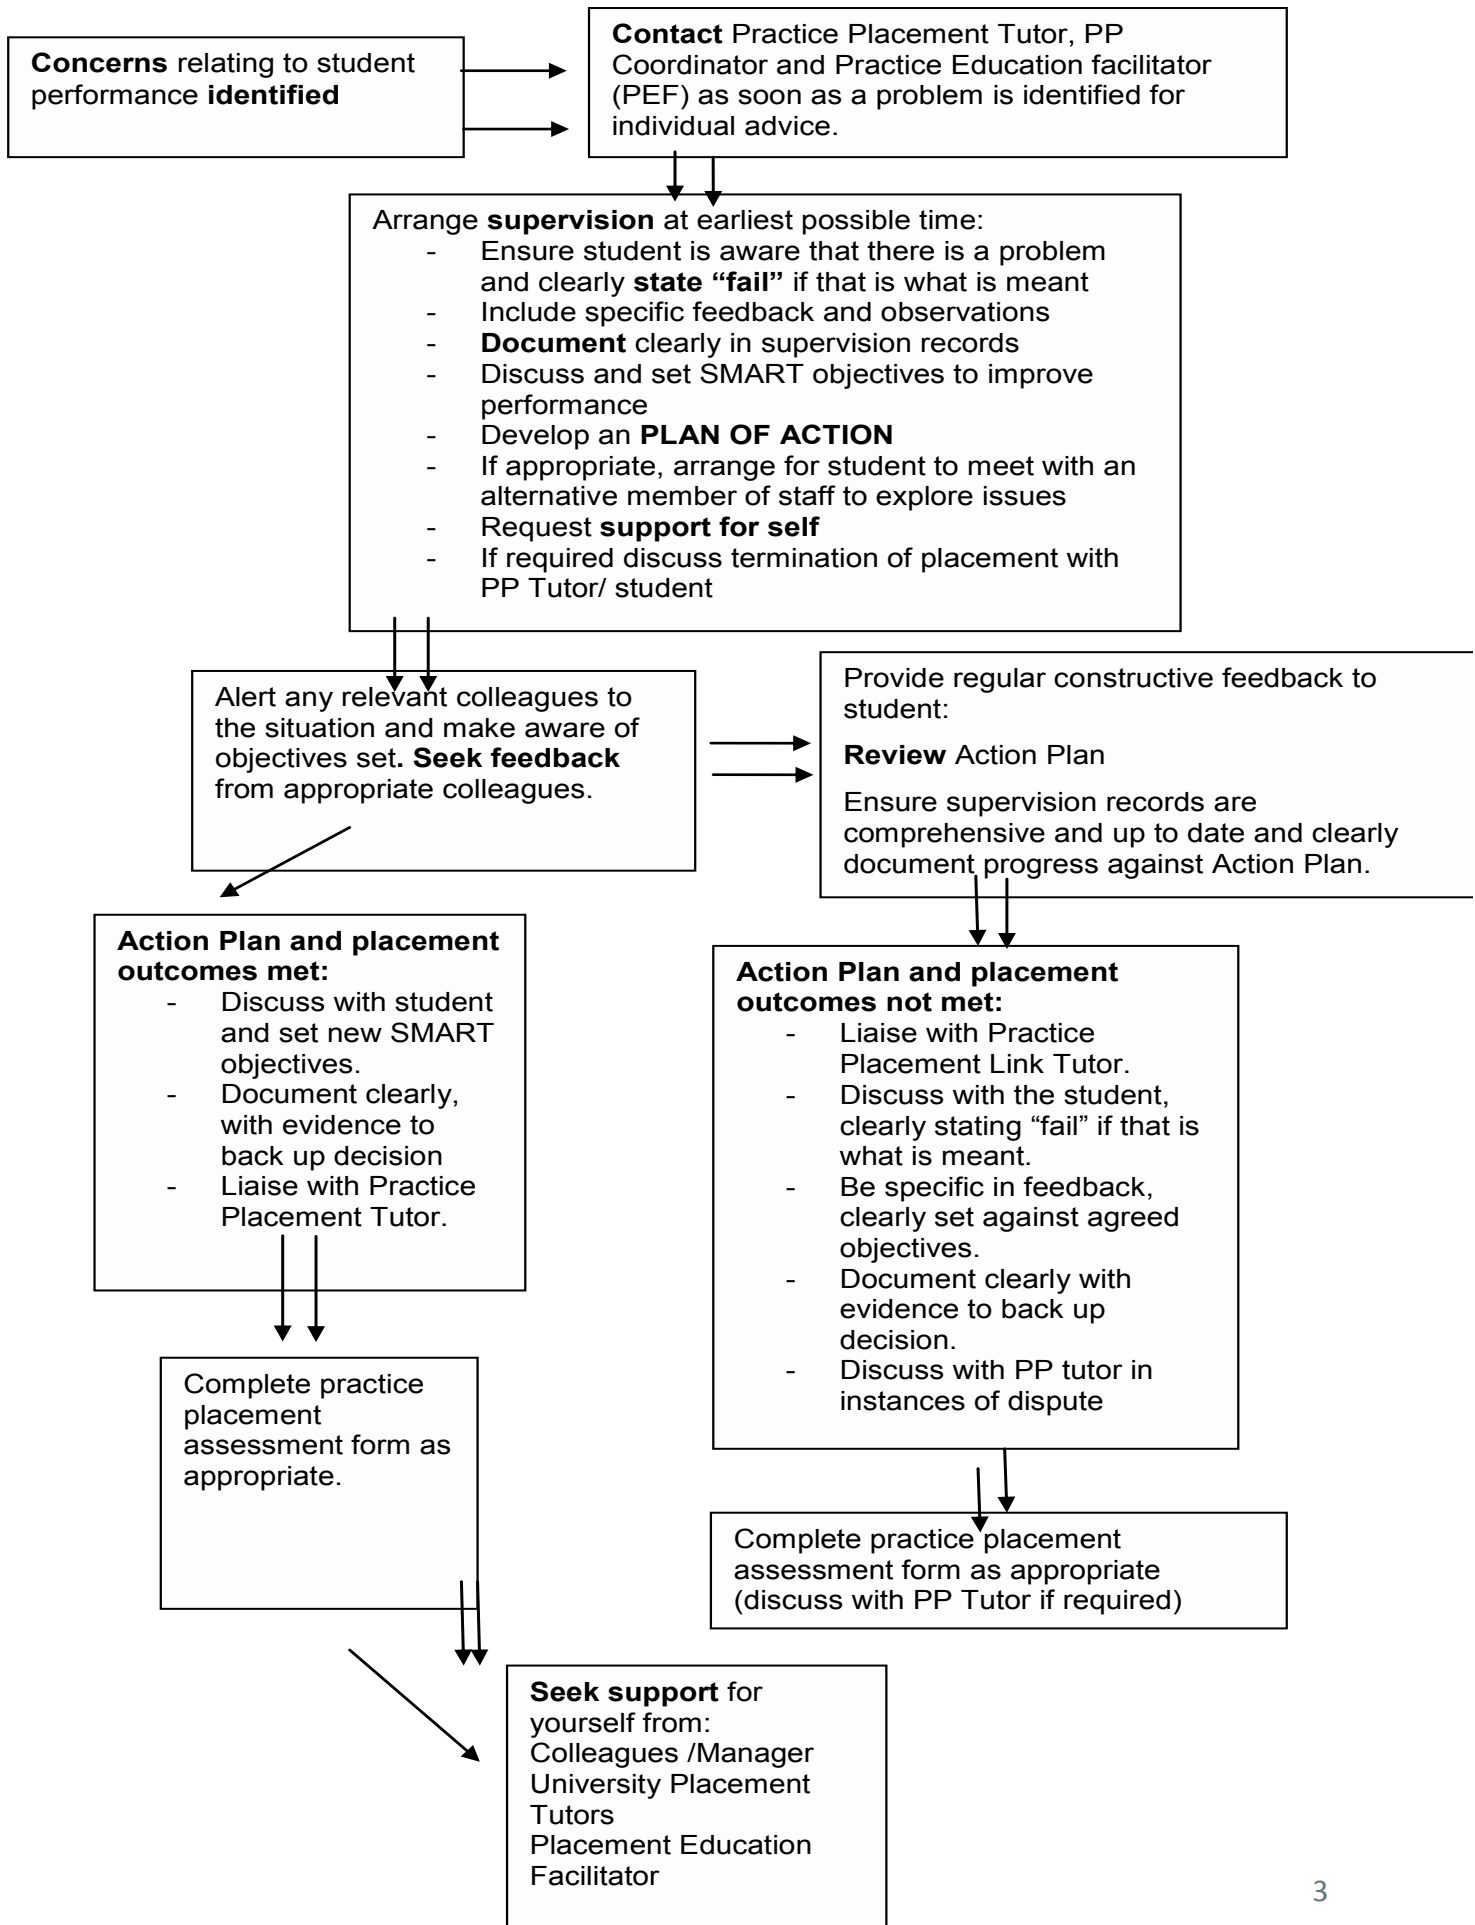 Concerns relating to student
performance identified
Contact Practice Placement Tutor, PP
Coordinator and Practice Education facilitator
(PEF) as soon as a problem is identified for
individual advice.
Arrange supervision at earliest possible time:
- Ensure student is aware that there is a problem
and clearly state “fail” if that is what is meant
- Include specific feedback and observations
- Document clearly in supervision records
- Discuss and set SMART objectives to improve
performance
- Develop an PLAN OF ACTION
- If appropriate, arrange for student to meet with an
alternative member of staff to explore issues
- Request support for self
- If required discuss termination of placement with
PP Tutor/ student
Alert any relevant colleagues to
the situation and make aware of
objectives set. Seek feedback
from appropriate colleagues.
Provide regular constructive feedback to
student:
Review Action Plan
Ensure supervision records are
comprehensive and up to date and clearly
document progress against Action Plan.
Action Plan and placement
outcomes met:
- Discuss with student
and set new SMART
objectives.
- Document clearly,
with evidence to
back up decision
- Liaise with Practice
Placement Tutor.
Action Plan and placement
outcomes not met:
- Liaise with Practice
Placement Link Tutor.
- Discuss with the student,
clearly stating “fail” if that is
what is meant.
- Be specific in feedback,
clearly set against agreed
objectives.
- Document clearly with
evidence to back up
decision.
- Discuss with PP tutor in
instances of dispute
Complete practice
placement
assessment form as
appropriate.
Complete practice placement
assessment form as appropriate
(discuss with PP Tutor if required)
Seek support for
yourself from:
Colleagues /Manager
University Placement
Tutors
Placement Education
Facilitator
3